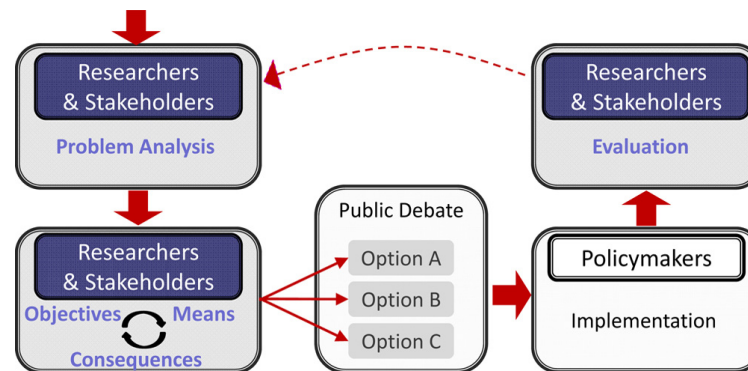 Researchers
& Stakeholders
Problem Analysis
Researchers
& Stakeholders
Objectives Means
Consequences
Public Debate
Option A
Option B
Option C
Policymakers
Implementation
Researchers
& Stakeholders
Evaluation